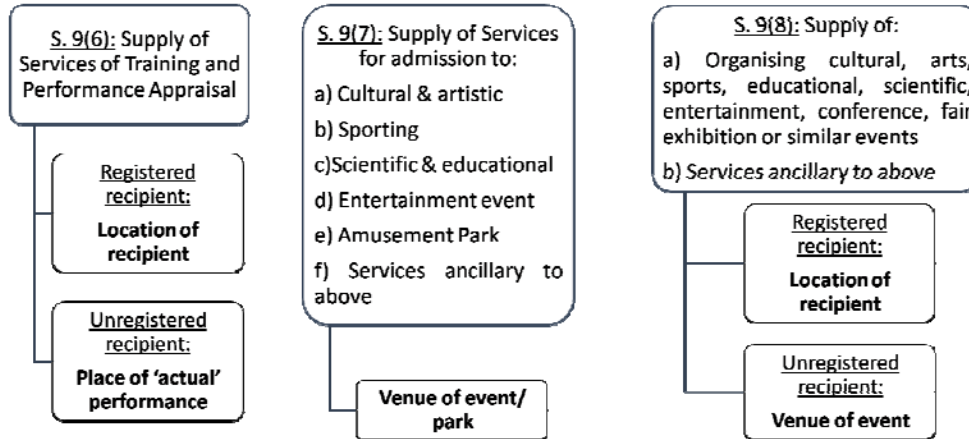 S. 9(6): Supply of
Services of Training and
Performance Appraisal
Registered
recipient:
Location of
recipient
Unregistered
recipient:
Place of ‘actual’
performance
S. 9(7): Supply of Services
for admission to:
a) Cultural & artistic
b) Sporting
c)Scientific & educational
d) Entertainment event
e) Amusement Park
f) Services ancillary to
above
Venue of event/
park
S. 9(8): Supply of:
a) Organising cultural, arts,
sports, educational, scientific,
entertainment, conference, fair
exhibition or similar events
b) Services ancillary to above
Registered
recipient:
Location of
recipient
Unregistered
recipient:
Venue of event